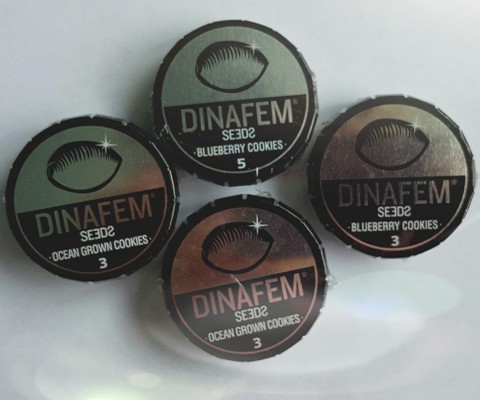 DINAFEM®
SEEDS
·BLUEBERRY COOKIES·
5
DINAFEM®
SEEDS
·OCEAN GROWN COOKIES·
3
DINAFEM®
SEEDS
·BLUEBERRY COOKIES·
3
DINAFEM®
SEEDS
·OCEAN GROWN COOKIES·
3